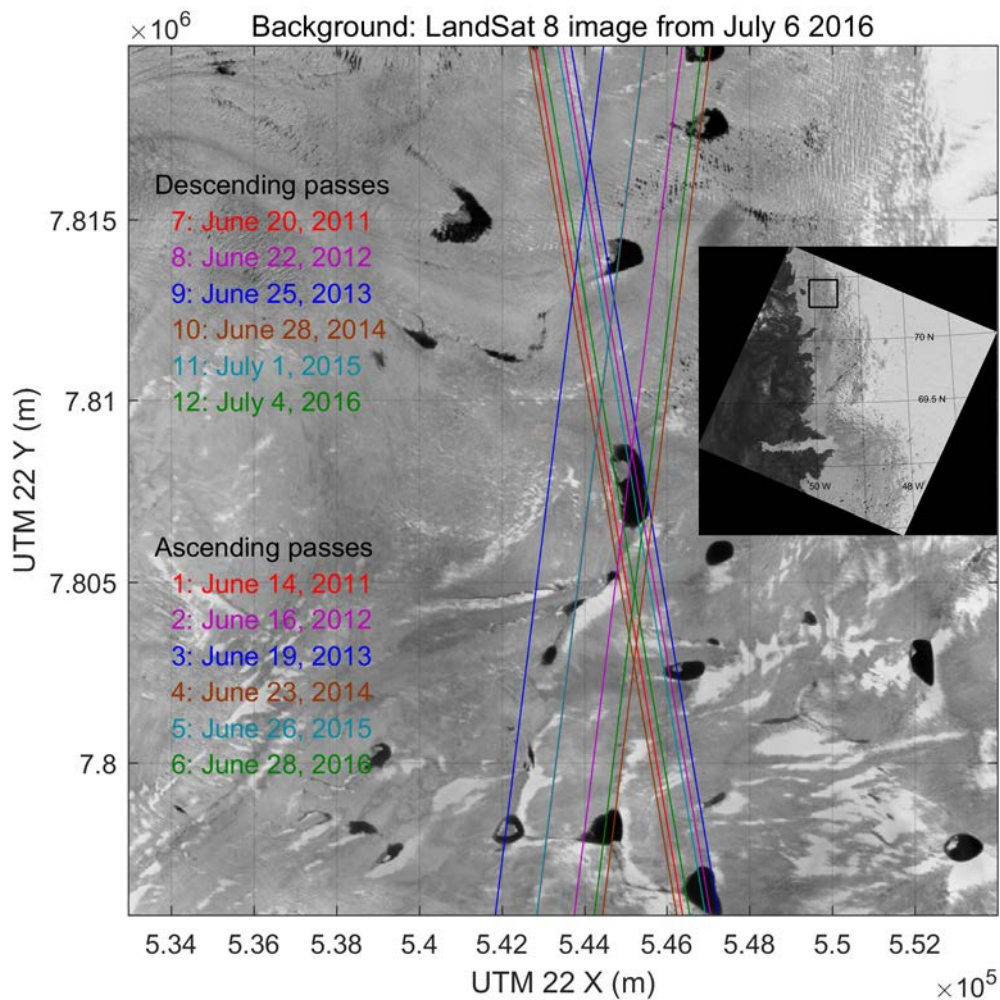 Background: LandSat 8 image from July 6 2016
×10⁶
Descending passes
7: June 20, 2011
8: June 22, 2012
9: June 25, 2013
10: June 28, 2014
11: July 1, 2015
12: July 4, 2016
Ascending passes
1: June 14, 2011
2: June 16, 2012
3: June 19, 2013
4: June 23, 2014
5: June 26, 2015
6: June 28, 2016
70 N
69.5 N
50 W
48 W
7.815
7.81
7.805
7.8
UTM 22 Y (m)
5.34
5.36
5.38
5.4
5.42
5.44
5.46
5.48
5.5
5.52
UTM 22 X (m)
×10⁵